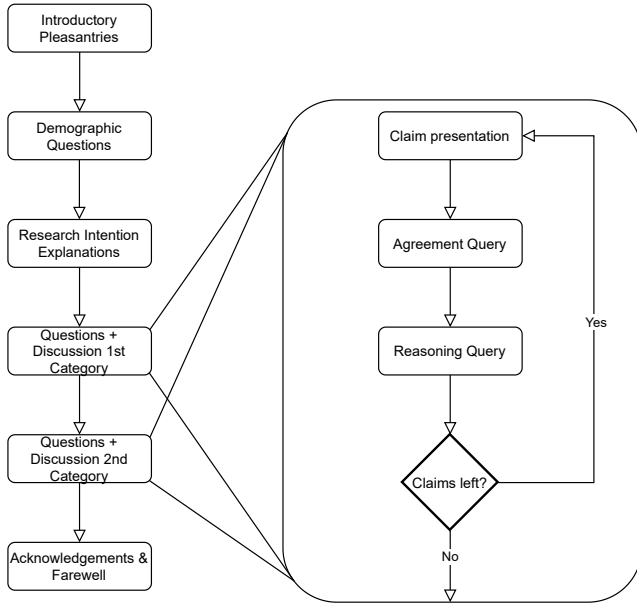 Introductory
Pleasantries
Demographic
Questions
Research Intention
Explanations
Questions +
Discussion 1st
Category
Questions +
Discussion 2nd
Category
Acknowledgements &
Farewell
Claim presentation
Agreement Query
Reasoning Query
Claims left?
Yes
No